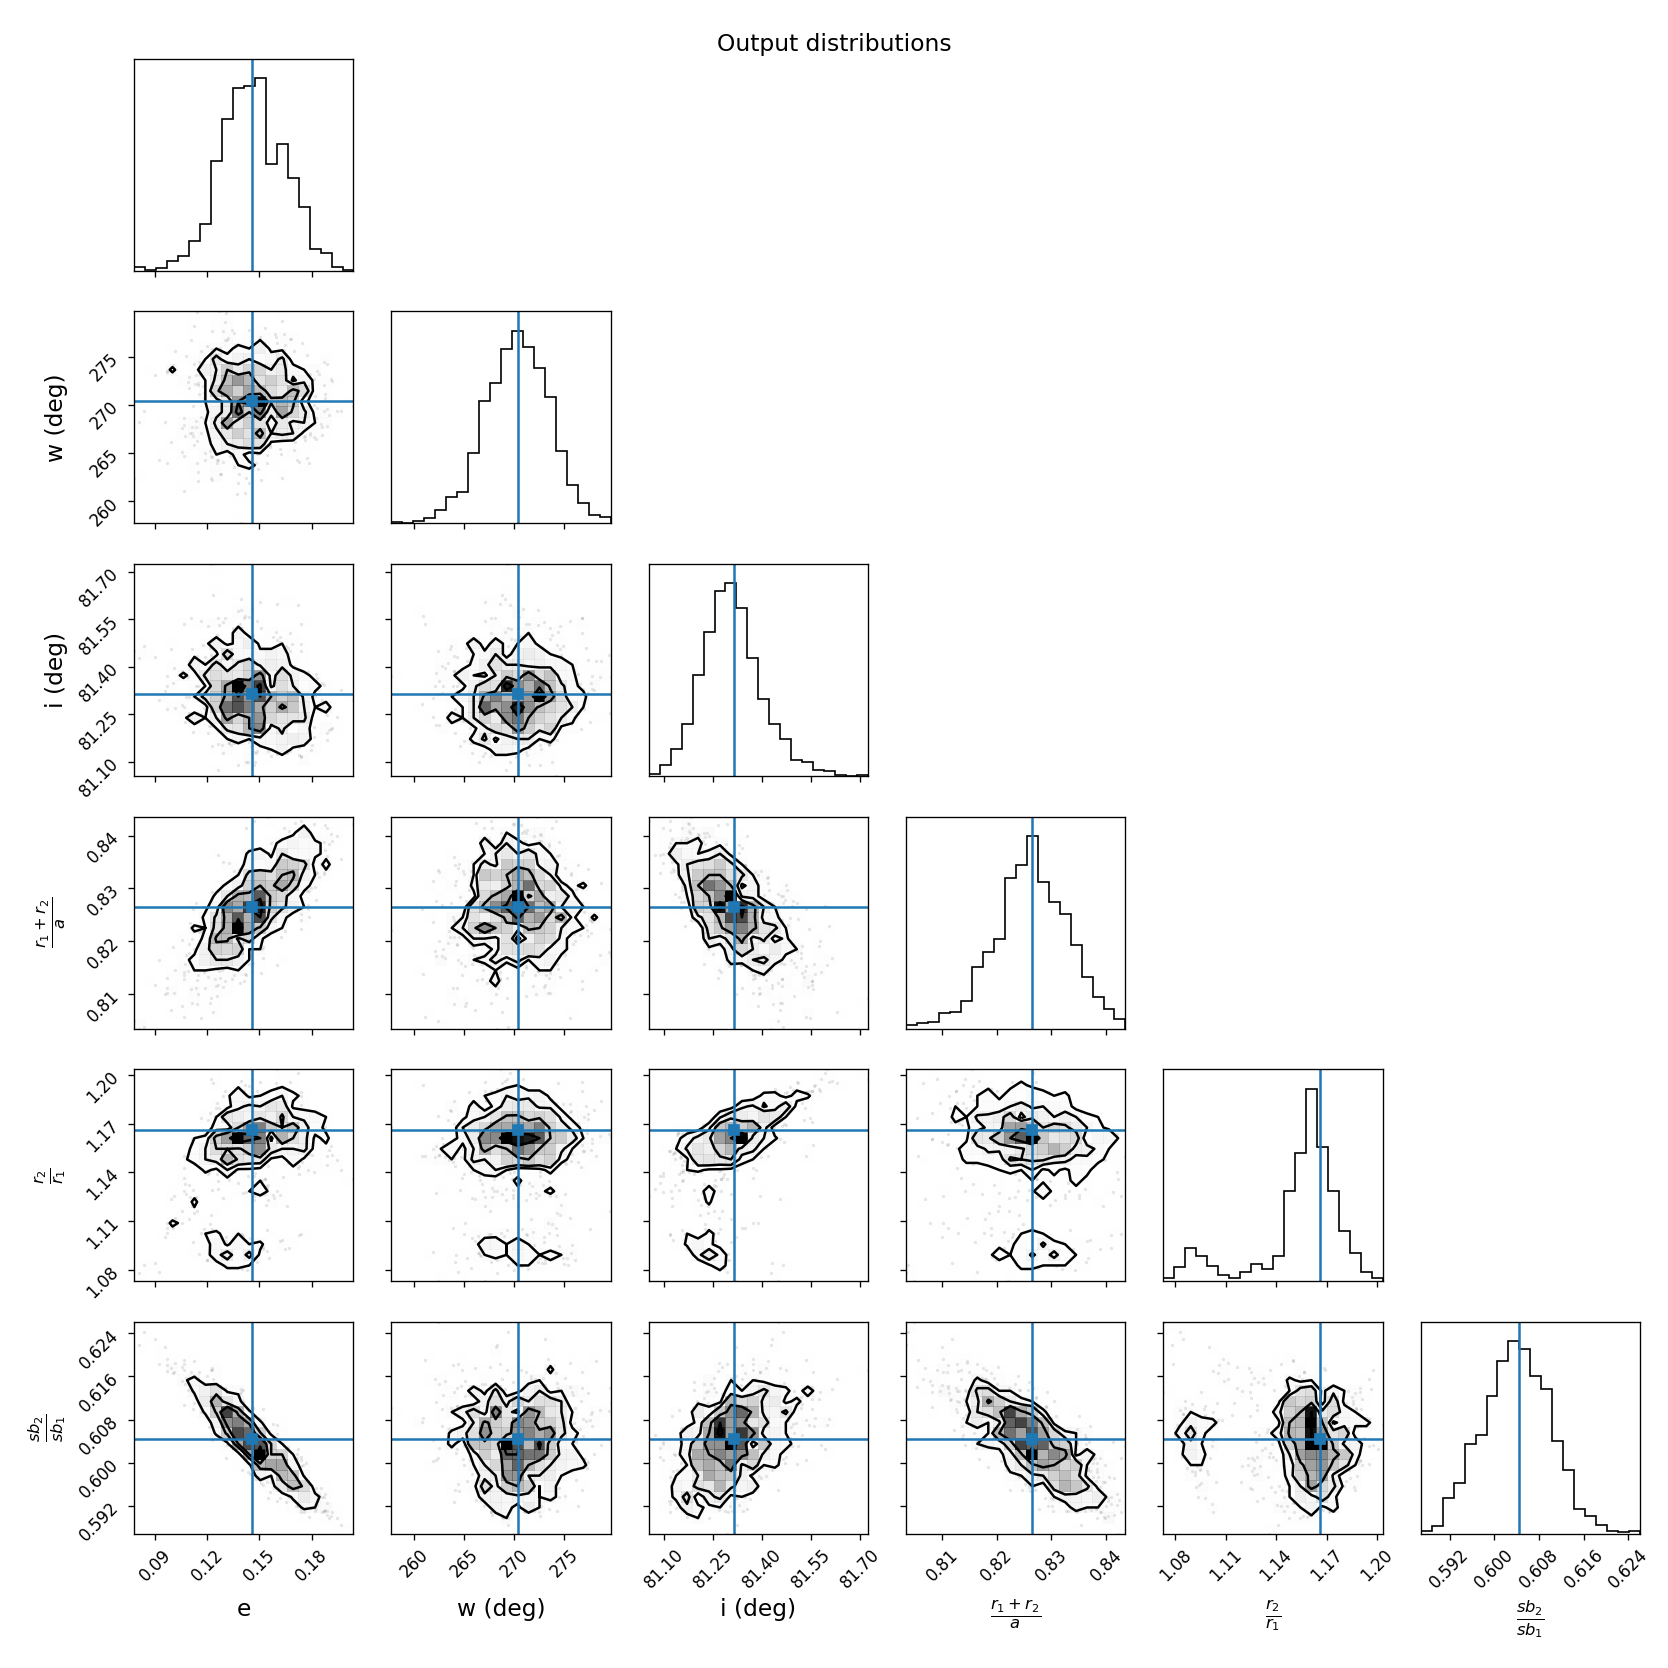 Output distributions
w (deg)
275
270
265
260
i (deg)
81.70
81.55
81.40
81.25
81.10
r₁ + r₂
a
0.84
0.83
0.82
0.81
r₂
r₁
1.20
1.17
1.14
1.11
1.08
sb₂
sb₁
0.624
0.616
0.608
0.600
0.592
0.09 0.12 0.15 0.18 260 265 270 275 81.10 81.25 81.40 81.55 81.70 0.81 0.82 0.83 0.84 1.08 1.11 1.14 1.17 1.20 0.592 0.600 0.608 0.616 0.624
e w (deg) i (deg) r₁ + r₂ r₂ sb₂
a r₁ sb₁